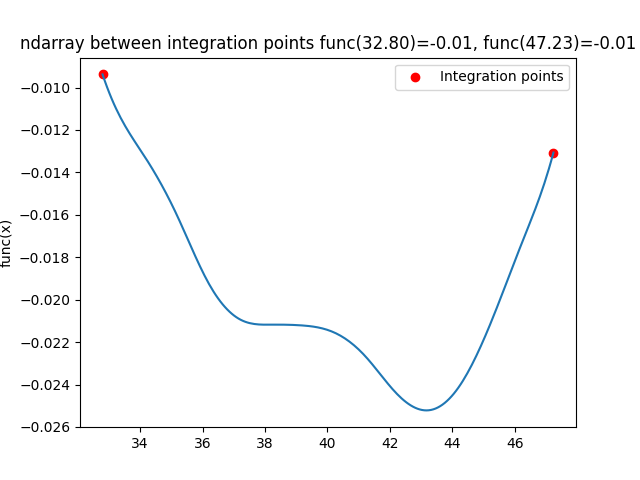 ndarray between integration points func(32.80)=-0.01, func(47.23)=-0.01
Integration points
−0.010
−0.012
−0.014
−0.016
−0.018
−0.020
−0.022
−0.024
−0.026
func(x)
34 36 38 40 42 44 46